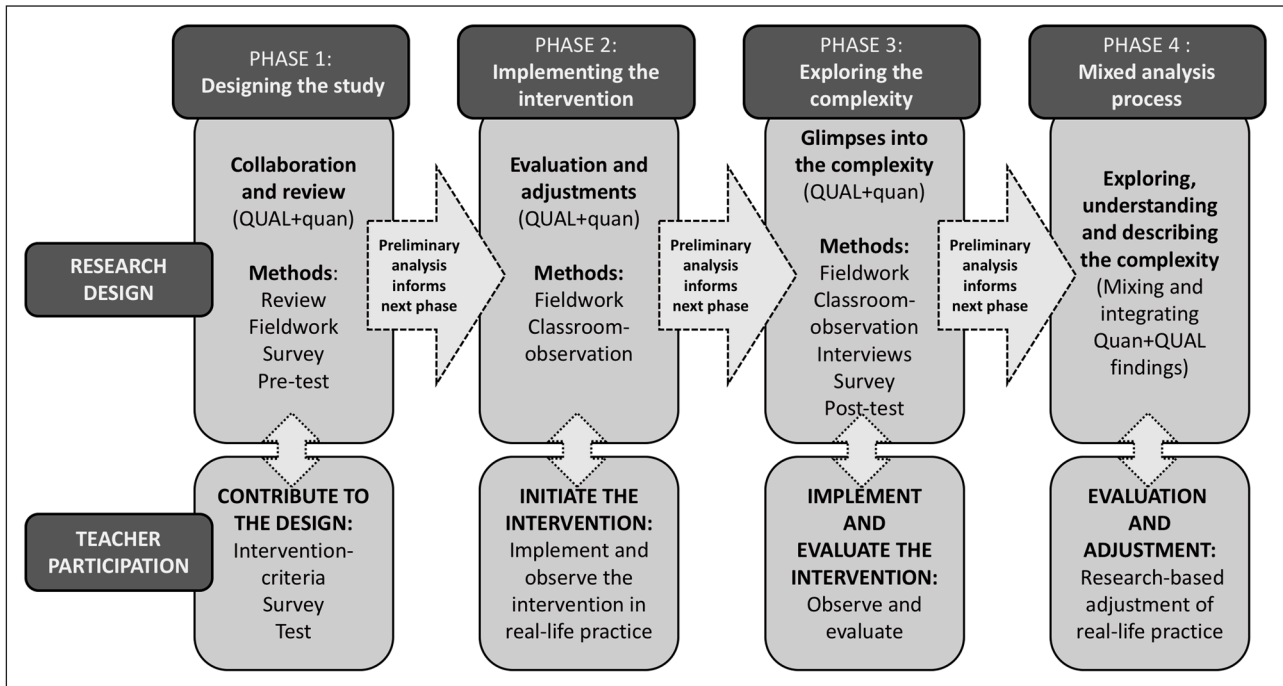 PHASE 1:
Designing the study
PHASE 2:
Implementing the
intervention
PHASE 3:
Exploring the
complexity
PHASE 4 :
Mixed analysis
process
RESEARCH
DESIGN
Collaboration
and review
(QUAL+quan)
Methods:
Review
Fieldwork
Survey
Pre-test
Preliminary
analysis
informs
next phase
Evaluation and
adjustments
(QUAL+quan)
Methods:
Fieldwork
Classroom-
observation
Preliminary
analysis
informs
next phase
Glimpses into
the complexity
(QUAL+quan)
Methods:
Fieldwork
Classroom-
observation
Interviews
Survey
Post-test
Preliminary
analysis
informs
next phase
Exploring,
understanding
and describing
the complexity
(Mixing and
integrating
Quan+QUAL
findings)
TEACHER
PARTICIPATION
CONTRIBUTE TO
THE DESIGN:
Intervention-
criteria
Survey
Test
INITIATE THE
INTERVENTION:
Implement and
observe the
intervention in
real-life practice
IMPLEMENT
AND
EVALUATE THE
INTERVENTION:
Observe and
evaluate
EVALUATION
AND
ADJUSTMENT:
Research-based
adjustment of
real-life practice